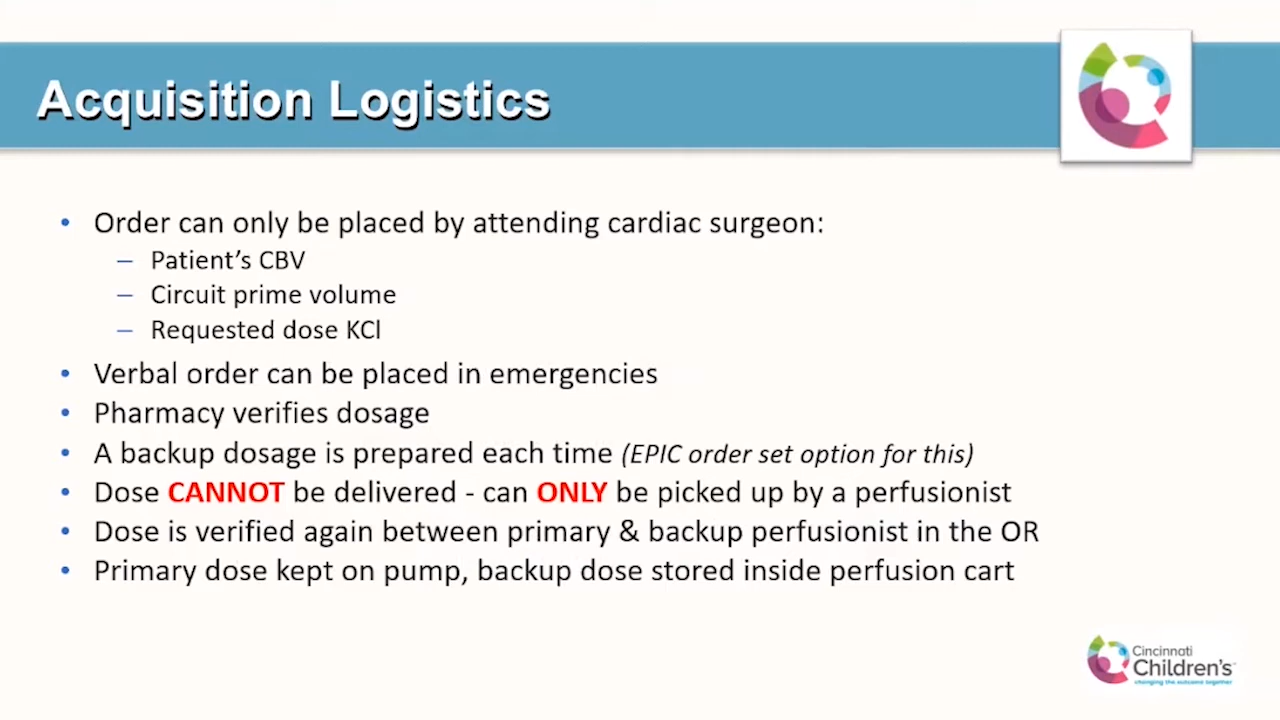 Acquisition Logistics
• Order can only be placed by attending cardiac surgeon:
– Patient’s CBV
– Circuit prime volume
– Requested dose KCl
• Verbal order can be placed in emergencies
• Pharmacy verifies dosage
• A backup dosage is prepared each time (EPIC order set option for this)
• Dose CANNOT be delivered - can ONLY be picked up by a perfusionist
• Dose is verified again between primary & backup perfusionist in the OR
• Primary dose kept on pump, backup dose stored inside perfusion cart
Cincinnati
Children’s
changing the outcome together